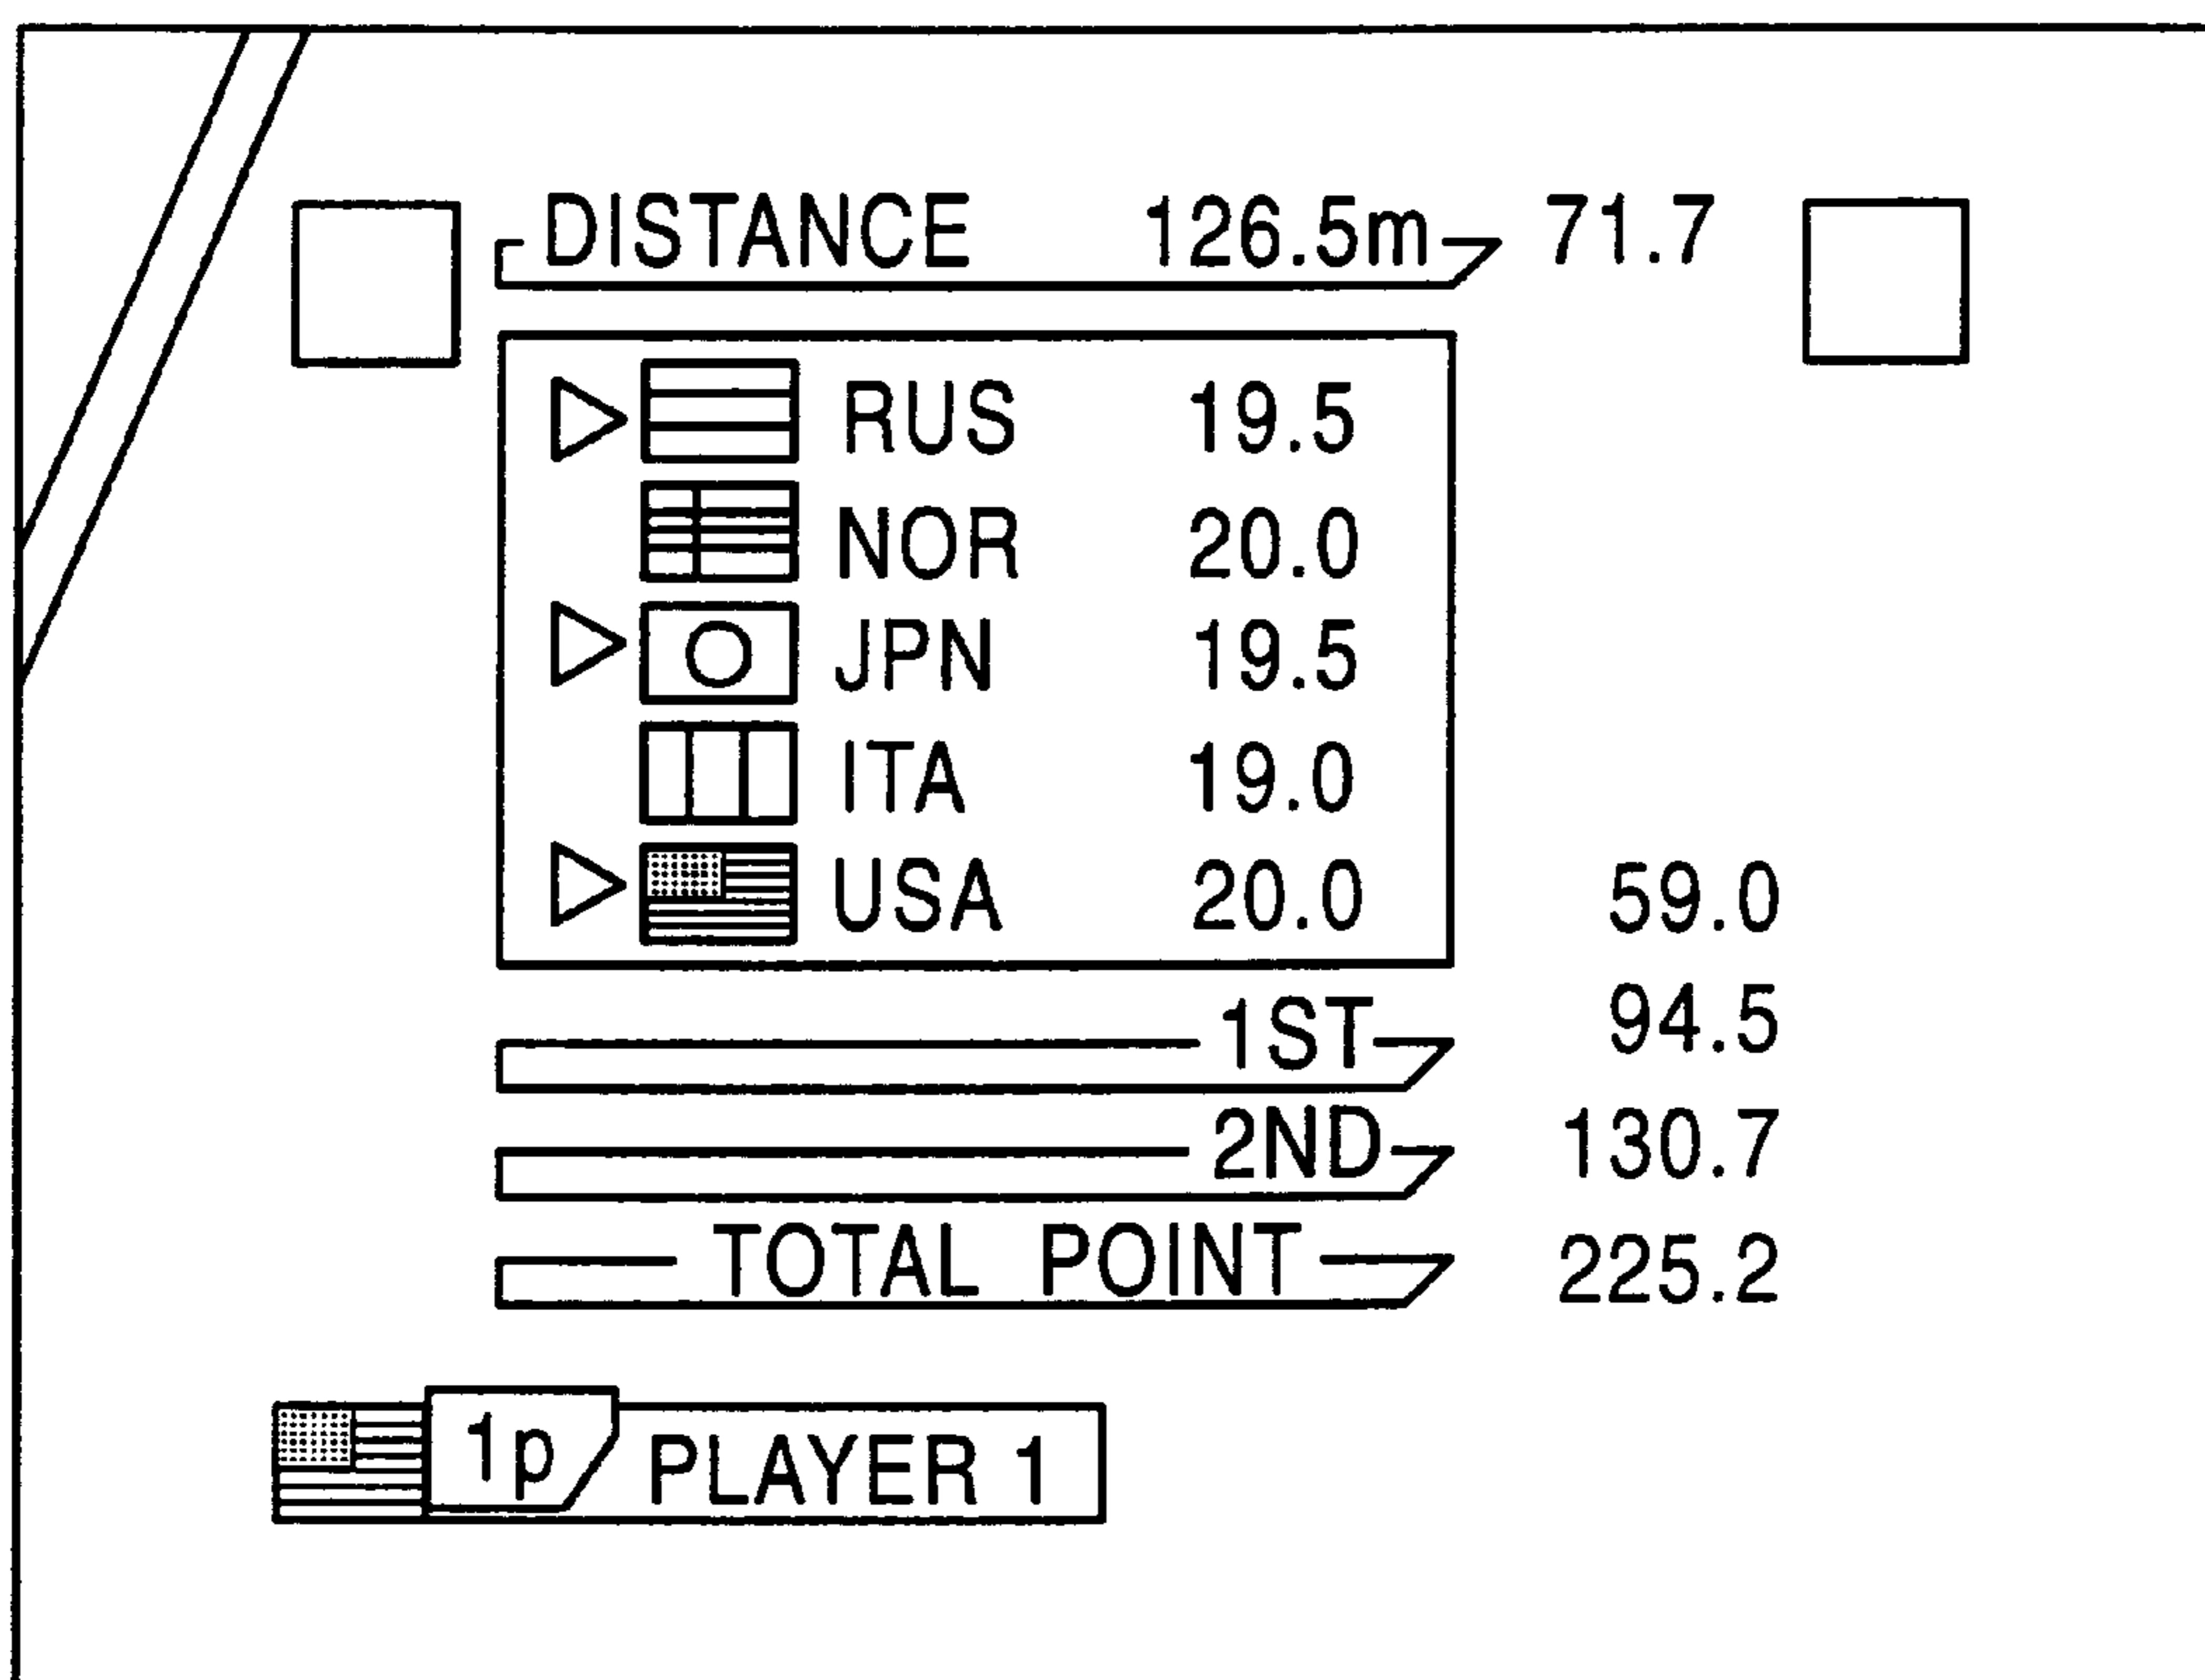 DISTANCE 126.5m 71.7
RUS 19.5
NOR 20.0
JPN 19.5
ITA 19.0
USA 20.0 59.0
1ST 94.5
2ND 130.7
TOTAL POINT 225.2
1p PLAYER 1